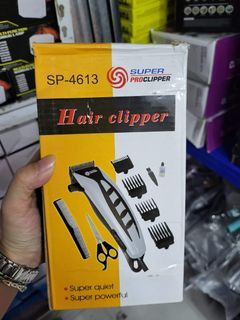 SP-4613
SUPER
PROCLIPPER
Hair clipper
• Super quiet
• Super powerful